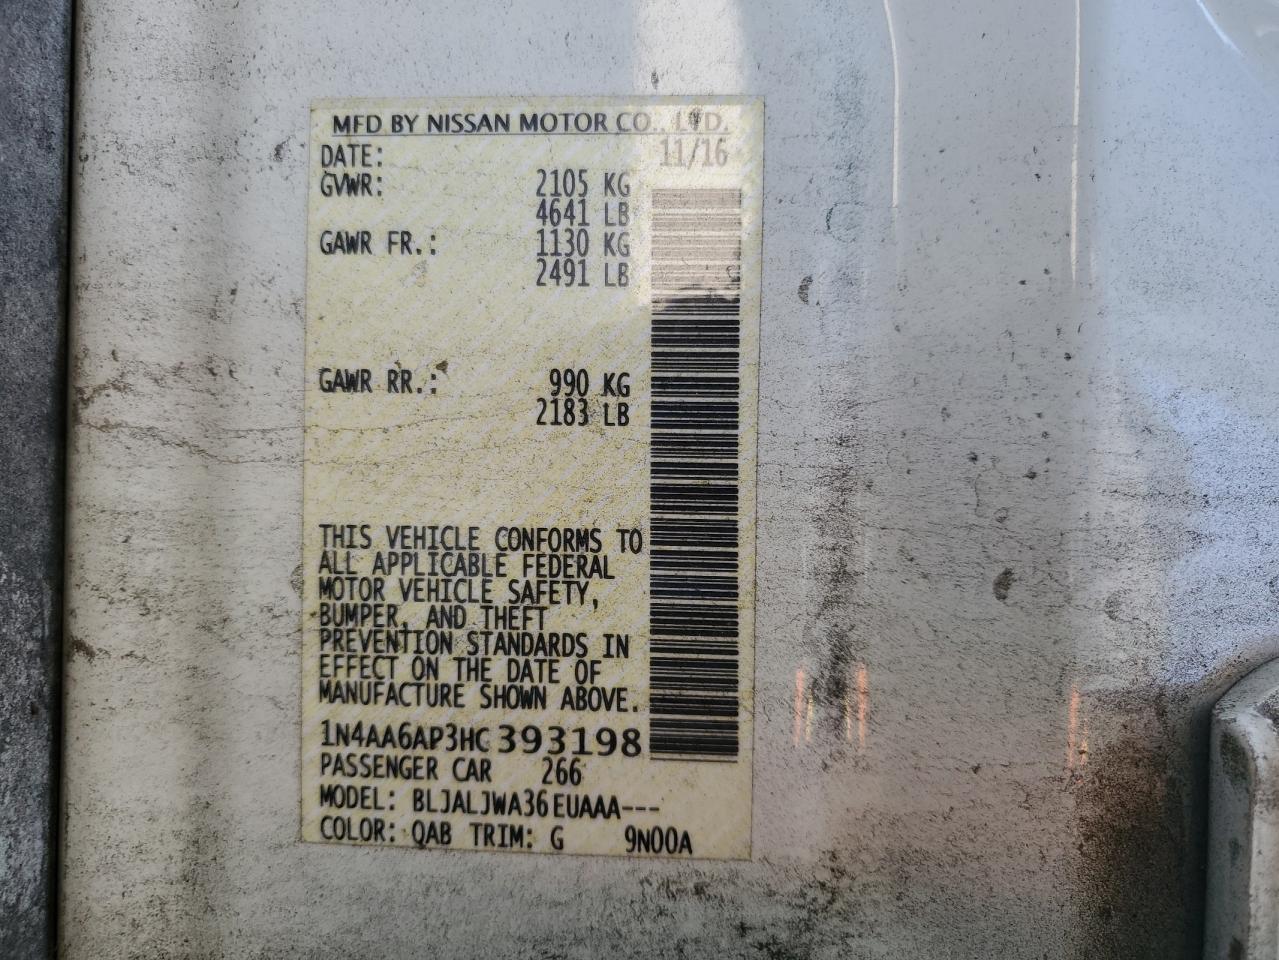 MFD BY NISSAN MOTOR CO., LTD.
DATE: 11/16
GVWR: 2105 KG
4641 LB
GAWR FR.: 1130 KG
2491 LB
GAWR RR.: 990 KG
2183 LB
THIS VEHICLE CONFORMS TO
ALL APPLICABLE FEDERAL
MOTOR VEHICLE SAFETY,
BUMPER, AND THEFT
PREVENTION STANDARDS IN
EFFECT ON THE DATE OF
MANUFACTURE SHOWN ABOVE.
1N4AA6AP3HC393198
PASSENGER CAR 266
MODEL: BLJALJWA36EUAAA---
COLOR: QAB TRIM: G 9N00A